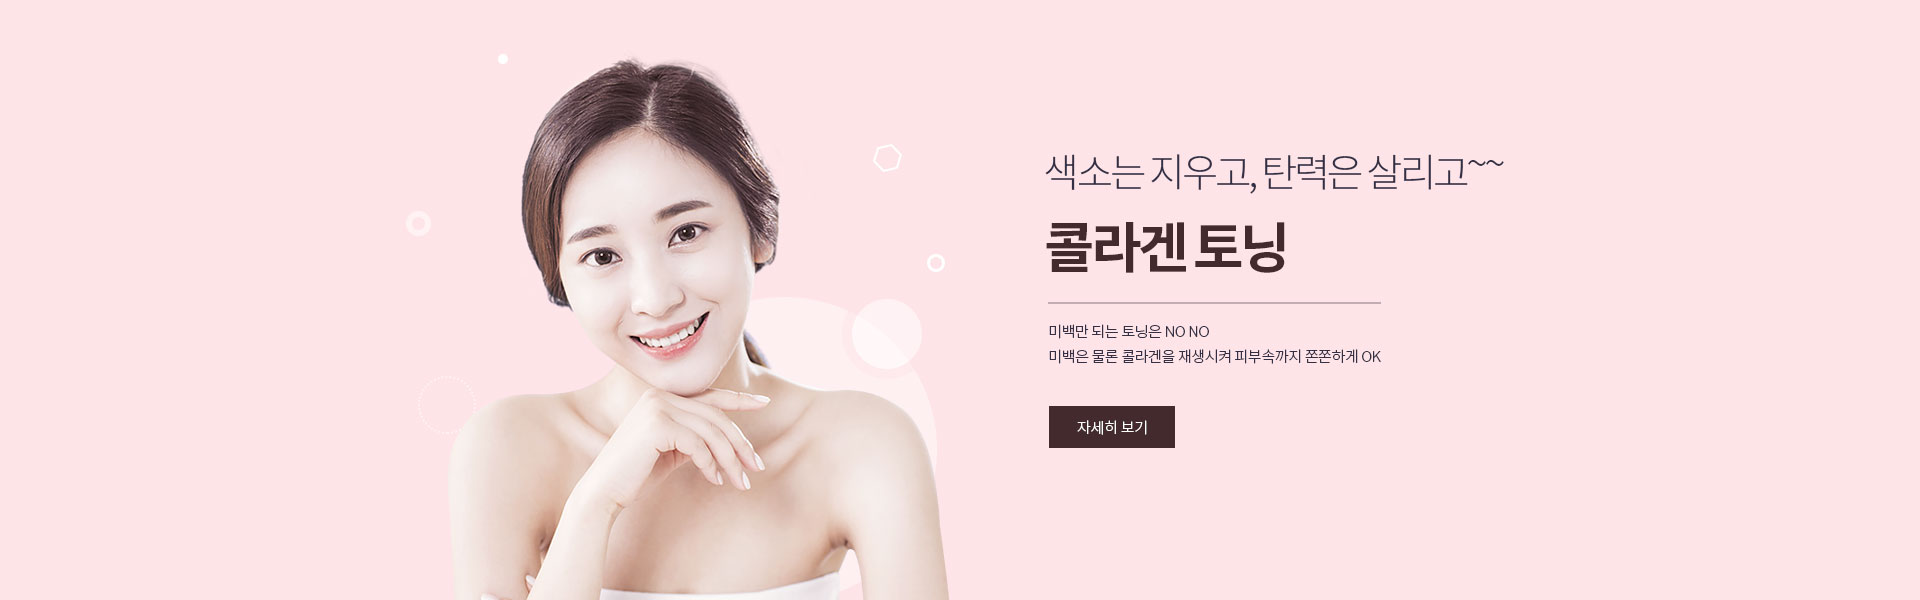 색소는 지우고, 탄력은 살리고~~
콜라겐 토닝
미백만 되는 토닝은 NO NO
미백은 물론 콜라겐을 재생시켜 피부속까지 쫀쫀하게 OK
자세히 보기